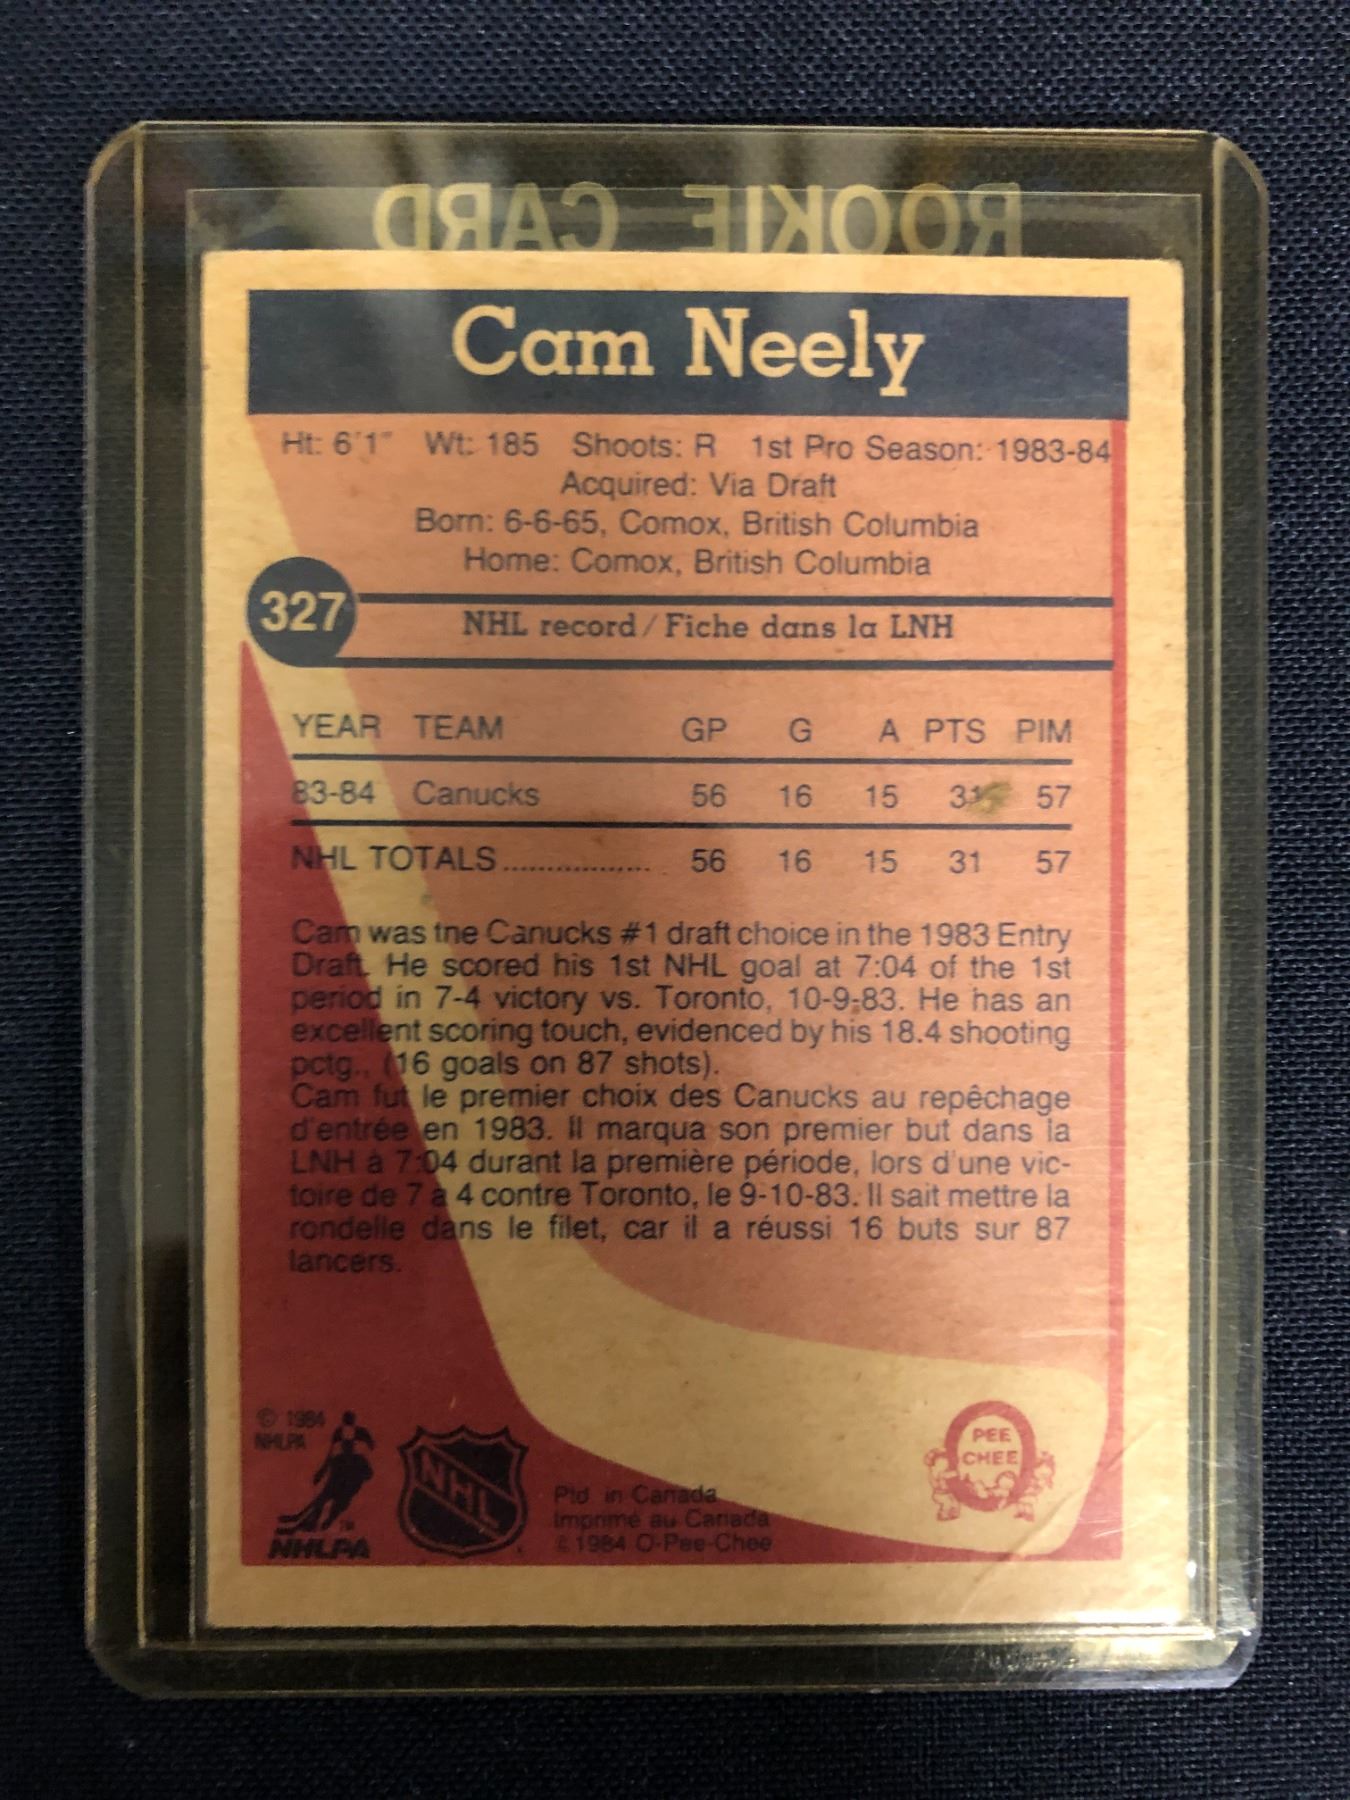 ROOKIE CARD
Cam Neely
Ht: 6'1" Wt: 185 Shoots: R 1st Pro Season: 1983-84
Acquired: Via Draft
Born: 6-6-65, Comox, British Columbia
Home: Comox, British Columbia
327
NHL record/Fiche dans la LNH
YEAR TEAM GP G A PTS PIM
83-84 Canucks 56 16 15 31 57
NHL TOTALS.................. 56 16 15 31 57
Cam was the Canucks #1 draft choice in the 1983 Entry
Draft. He scored his 1st NHL goal at 7:04 of the 1st
period in 7-4 victory vs. Toronto, 10-9-83. He has an
excellent scoring touch, evidenced by his 18.4 shooting
pctg., (16 goals on 87 shots).
Cam fut le premier choix des Canucks au repêchage
d'entrée en 1983. Il marqua son premier but dans la
LNH à 7:04 durant la première période, lors d'une vic-
toire de 7 a 4 contre Toronto, le 9-10-83. Il sait mettre la
rondelle dans le filet, car il a réussi 16 buts sur 87
lancers.
© 1984
NHLPA
NHLPA
NHL
Ptd. in Canada
Imprimé au Canada
© 1984 O-Pee-Chee
PEE
CHEE